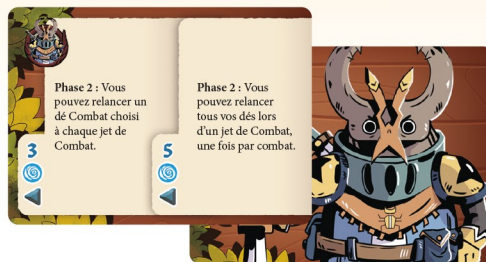 Phase 2 : Vous
pouvez relancer un
dé Combat choisi
à chaque jet de
Combat.
3
Phase 2 : Vous
pouvez relancer
tous vos dés lors
d'un jet de Combat,
une fois par combat.
5